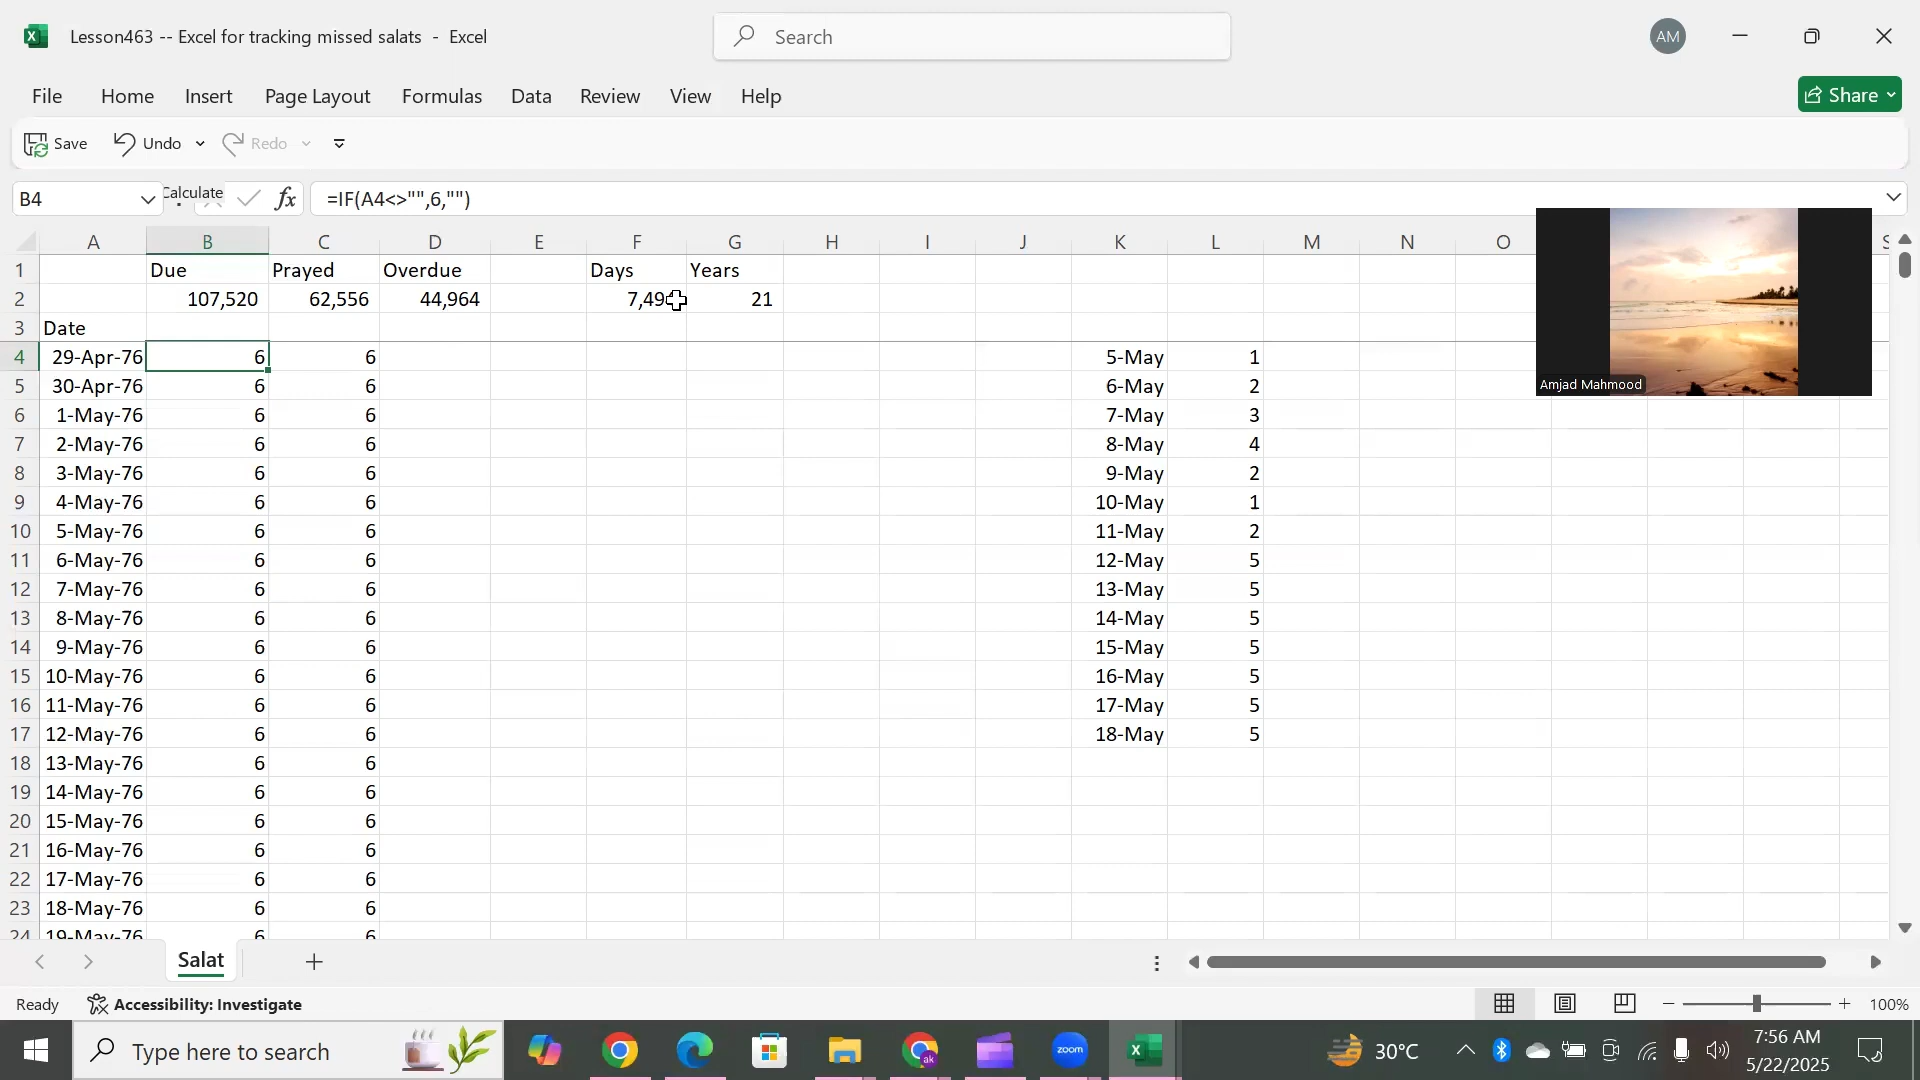 Lesson463 -- Excel for tracking missed salats - Excel
Search
AM
File Home Insert Page Layout Formulas Data Review View Help
Share
Save Undo Redo
B4
Calculate
fx
=IF(A4<>"",6,"")
A B C D E F G H I J K L M N O S
1 Due Prayed Overdue Days Years
2 107,520 62,556 44,964 7,49 21
3 Date
4 29-Apr-76 6 6 5-May 1
5 30-Apr-76 6 6 6-May 2
6 1-May-76 6 6 7-May 3
7 2-May-76 6 6 8-May 4
8 3-May-76 6 6 9-May 2
9 4-May-76 6 6 10-May 1
10 5-May-76 6 6 11-May 2
11 6-May-76 6 6 12-May 5
12 7-May-76 6 6 13-May 5
13 8-May-76 6 6 14-May 5
14 9-May-76 6 6 15-May 5
15 10-May-76 6 6 16-May 5
16 11-May-76 6 6 17-May 5
17 12-May-76 6 6 18-May 5
18 13-May-76 6 6
19 14-May-76 6 6
20 15-May-76 6 6
21 16-May-76 6 6
22 17-May-76 6 6
23 18-May-76 6 6
24 19-May-76 6 6
Amjad Mahmood
Salat
Ready Accessibility: Investigate
100%
Type here to search
ak
zoom
30°C
7:56 AM
5/22/2025